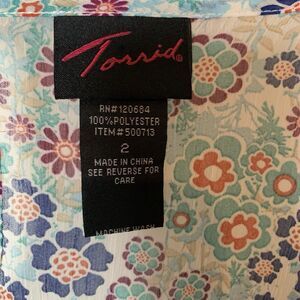 Torrid®
RN#120684
100%POLYESTER
ITEM#500713
2
MADE IN CHINA
SEE REVERSE FOR
CARE
MACHINE WASH